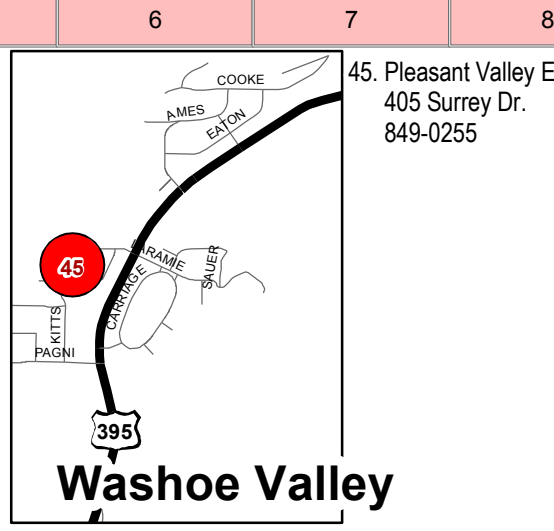 6 7 8
45. Pleasant Valley E
405 Surrey Dr.
849-0255
COOKE
AMES
EATON
LARAMIE
SAUER
45
CARRIAGE
KITTS
PAGNI
395
Washoe Valley